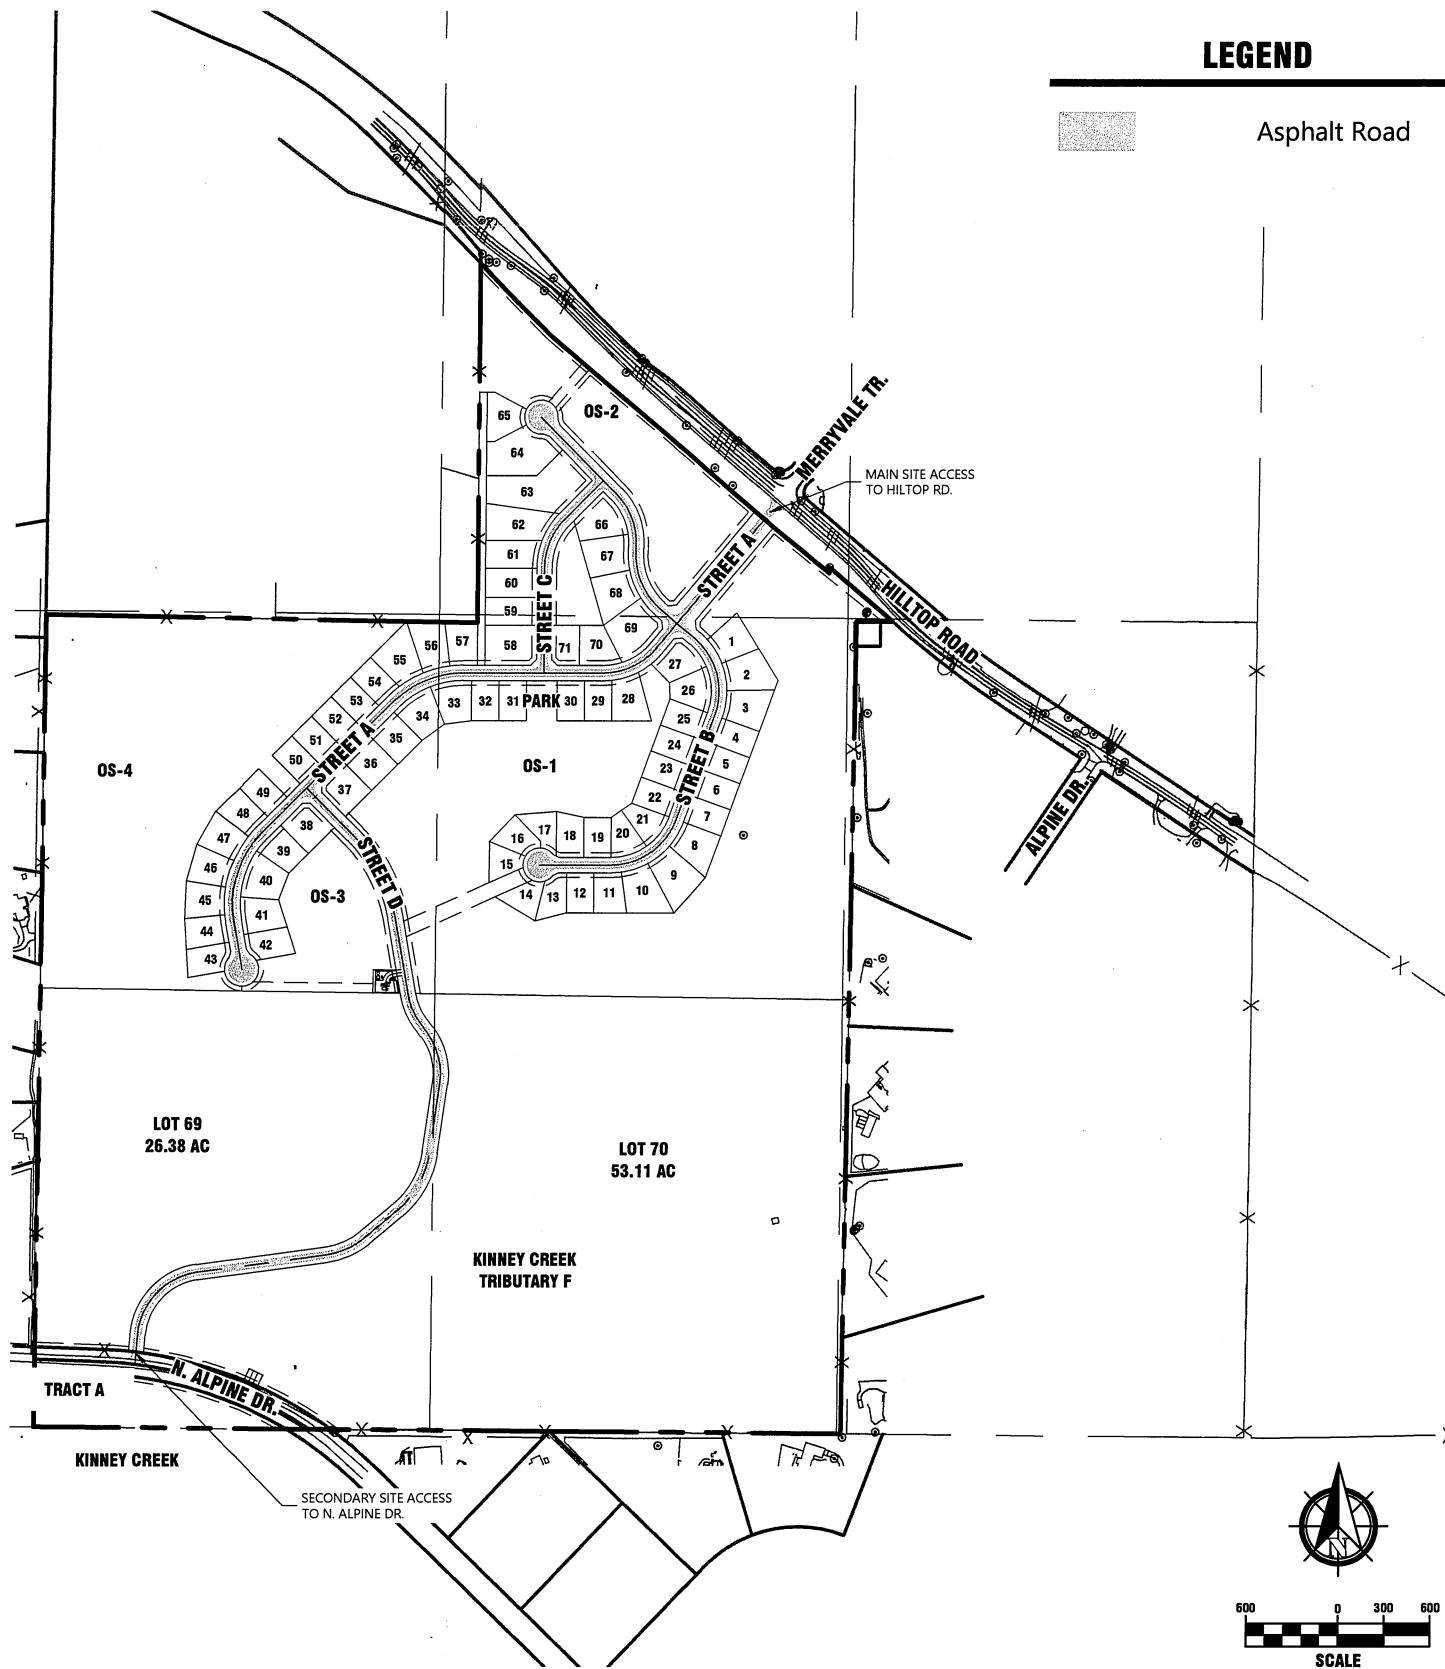 LEGEND
Asphalt Road
MERRYVALE TR.
MAIN SITE ACCESS
TO HILTOP RD.
HILLTOP ROAD
ALPINE DR.
OS-2
STREET A
STREET C
65
64
63
62
61
60
59
58
66
67
68
69
70
71
57
56
55
54
53
52
51
50
49
48
47
46
45
44
43
STREET A
33
32
31
PARK
30
29
28
34
35
36
37
38
39
40
41
42
27
26
25
24
23
22
21
20
19
18
17
16
15
14
13
12
11
10
9
8
7
6
5
4
3
2
1
STREET B
OS-4
OS-1
OS-3
STREET D
LOT 69
26.38 AC
LOT 70
53.11 AC
KINNEY CREEK
TRIBUTARY F
N. ALPINE DR.
TRACT A
KINNEY CREEK
SECONDARY SITE ACCESS
TO N. ALPINE DR.
N
600 0 300 600
SCALE